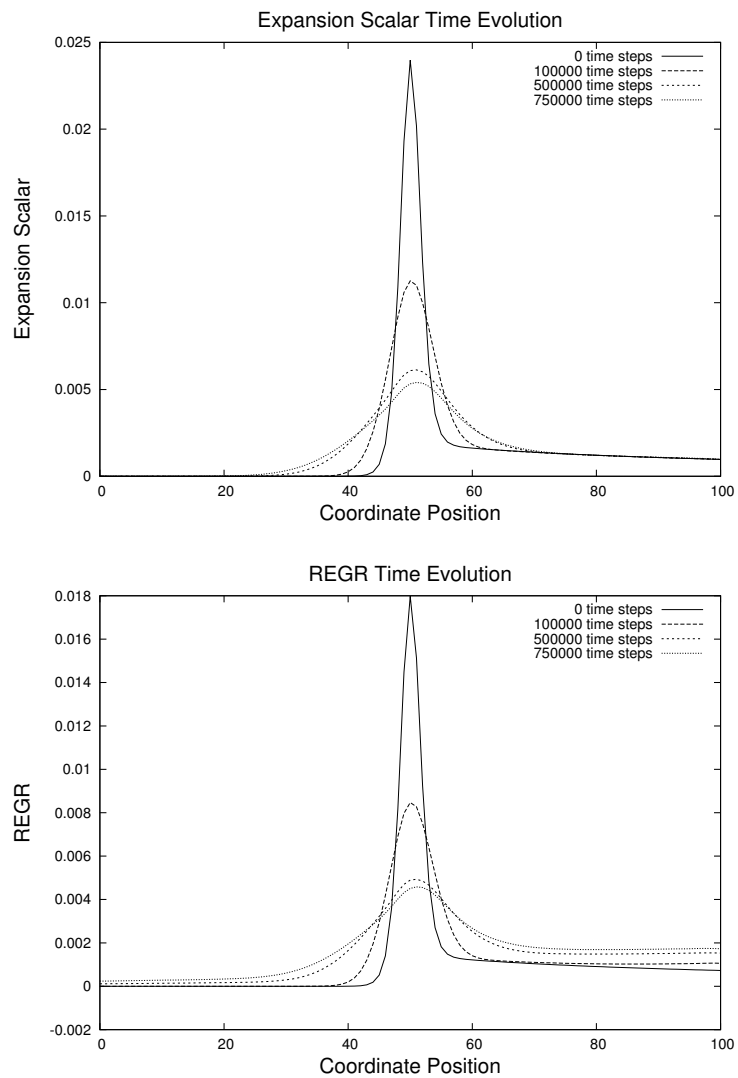 Expansion Scalar Time Evolution
0 time steps
100000 time steps
500000 time steps
750000 time steps
0.025
0.02
0.015
0.01
0.005
0
Expansion Scalar
0 20 40 60 80 100
Coordinate Position
REGR Time Evolution
0 time steps
100000 time steps
500000 time steps
750000 time steps
0.018
0.016
0.014
0.012
0.01
0.008
0.006
0.004
0.002
0
-0.002
REGR
0 20 40 60 80 100
Coordinate Position